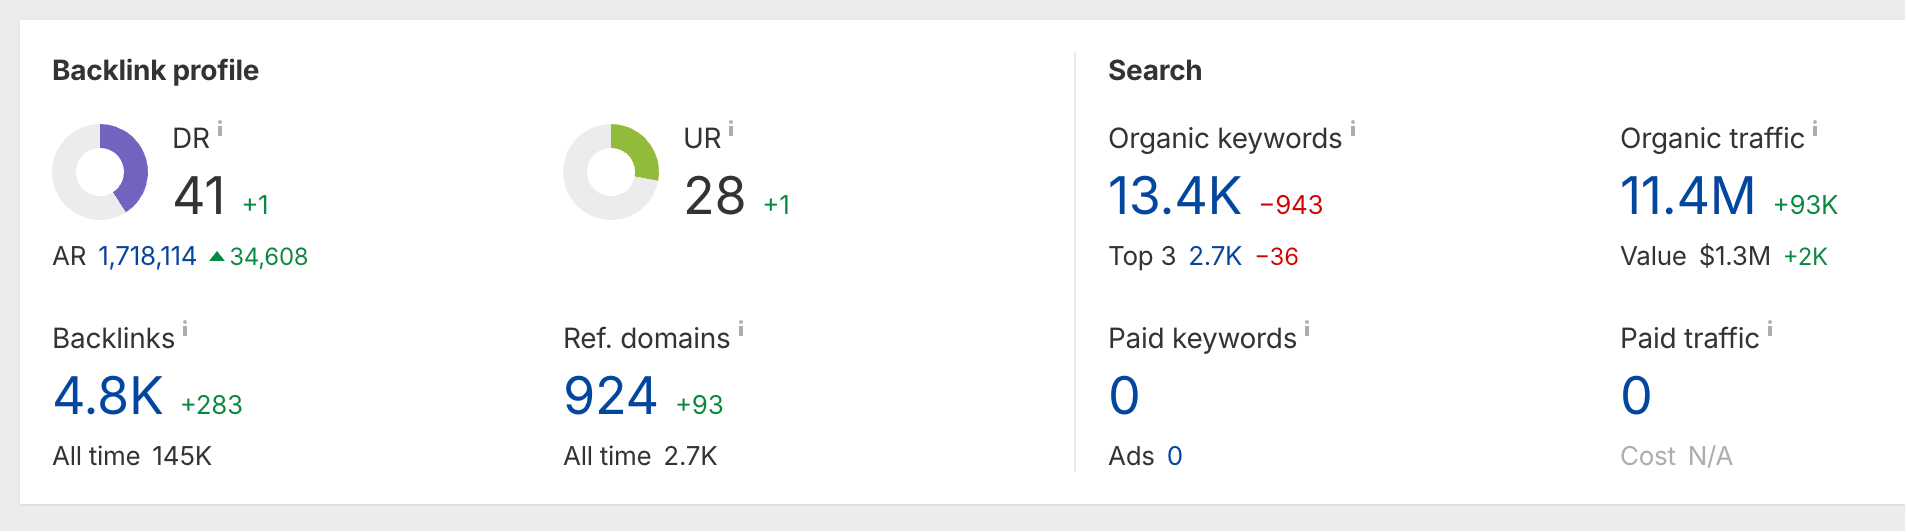 Backlink profile
DR i
41 +1
AR 1,718,114 ▲34,608
UR i
28 +1
Backlinks i
4.8K +283
All time 145K
Ref. domains i
924 +93
All time 2.7K
Search
Organic keywords i
13.4K −943
Top 3 2.7K −36
Organic traffic i
11.4M +93K
Value $1.3M +2K
Paid keywords i
0
Ads 0
Paid traffic i
0
Cost N/A